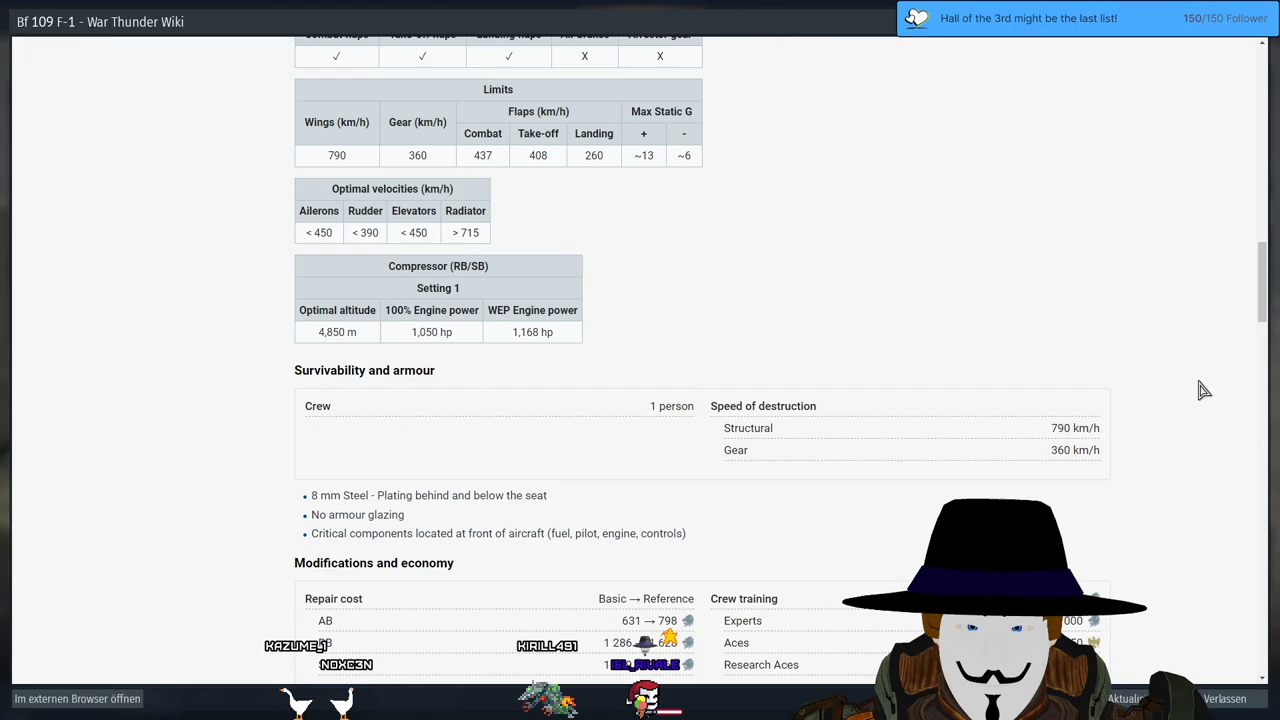 Bf 109 F-1 - War Thunder Wiki
Hall of the 3rd might be the last list!
150/150 Follower
✓ ✓ ✓ X X
Limits
Wings (km/h) Gear (km/h) Flaps (km/h) Max Static G
Combat Take-off Landing + -
790 360 437 408 260 ~13 ~6
Optimal velocities (km/h)
Ailerons Rudder Elevators Radiator
< 450 < 390 < 450 > 715
Compressor (RB/SB)
Setting 1
Optimal altitude 100% Engine power WEP Engine power
4,850 m 1,050 hp 1,168 hp
Survivability and armour
Crew 1 person
Speed of destruction
Structural 790 km/h
Gear 360 km/h
• 8 mm Steel - Plating behind and below the seat
• No armour glazing
• Critical components located at front of aircraft (fuel, pilot, engine, controls)
Modifications and economy
Repair cost Basic → Reference
AB 631 → 798
1 286
Crew training
Experts
Aces
Research Aces
KIRILL491
N0XC3N
Im externen Browser öffnen
Verlassen